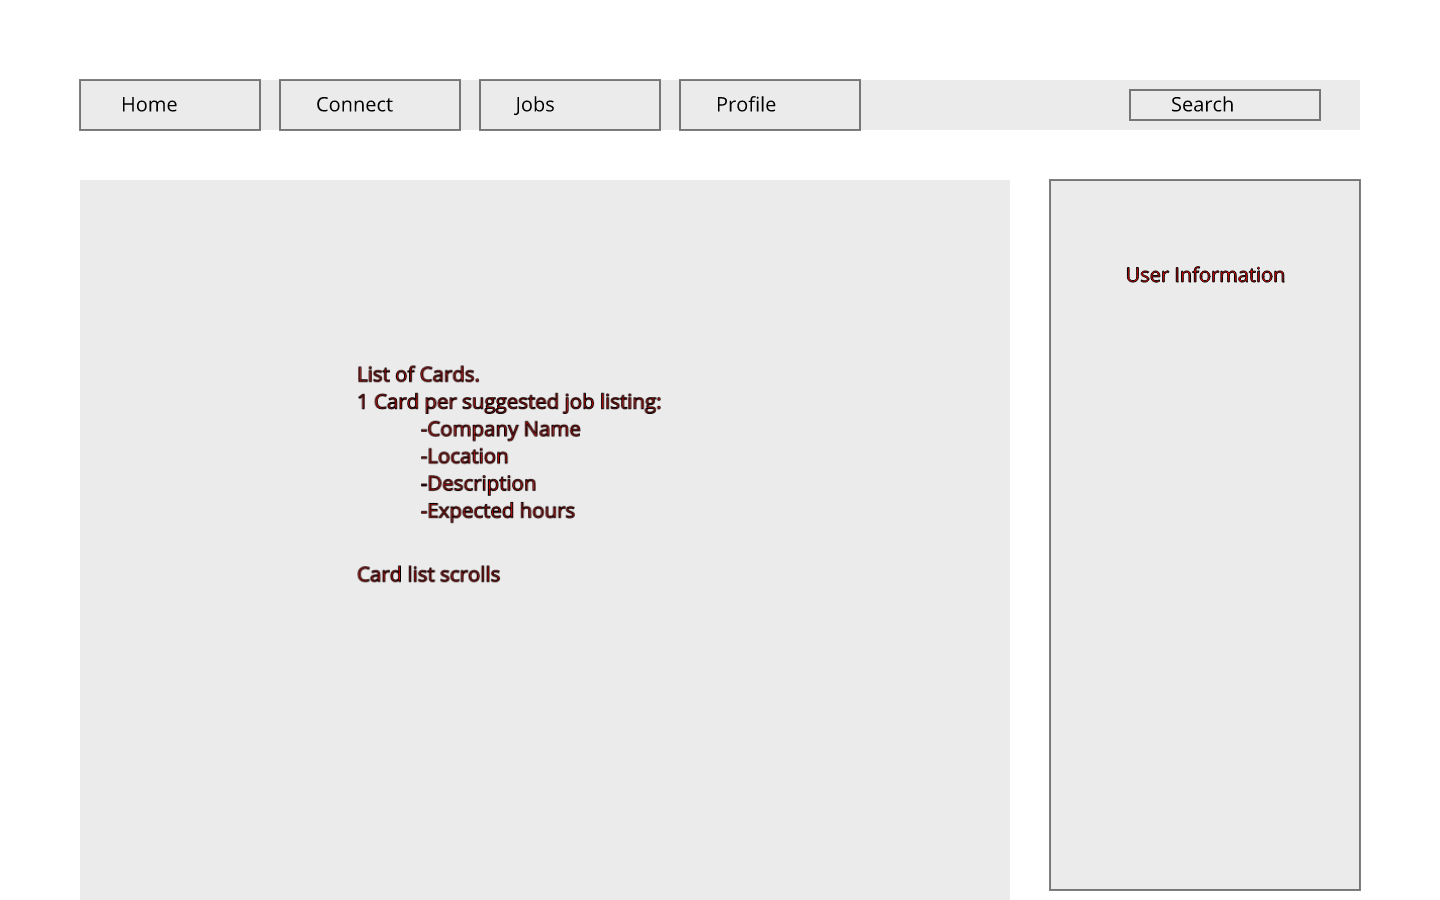 Home Connect Jobs Profile Search
User Information
List of Cards.
1 Card per suggested job listing:
-Company Name
-Location
-Description
-Expected hours
Card list scrolls